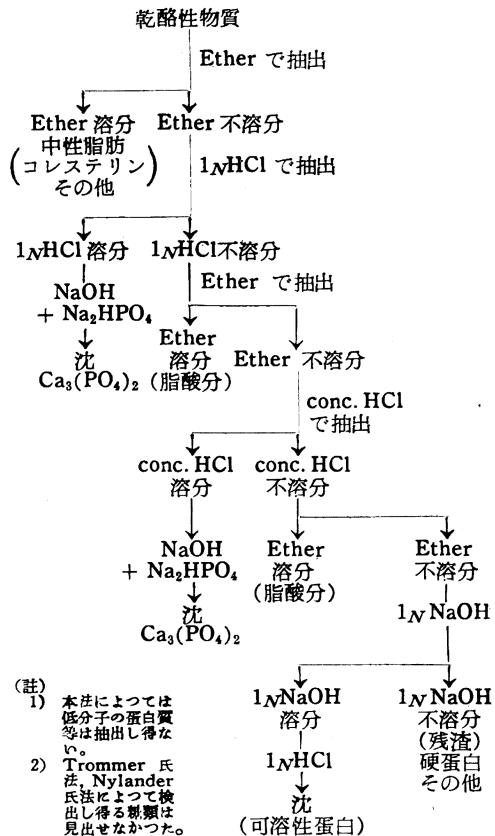 乾酪性物質
Ether で抽出
Ether 溶分 Ether 不溶分
中性脂肪
コレステリン
その他
1NHCl で抽出
1NHCl 溶分 1NHCl不溶分
Ether で抽出
NaOH
+ Na₂HPO₄
沈
Ca₃(PO₄)₂
Ether
溶分
(脂酸分)
Ether 不溶分
conc. HCl
で抽出
conc. HCl
溶分
conc. HCl
不溶分
NaOH
+ Na₂HPO₄
沈
Ca₃(PO₄)₂
Ether
溶分
(脂酸分)
Ether
不溶分
1N NaOH
1NNaOH
溶分
1NHCl
沈
(可溶性蛋白)
1N NaOH
不溶分
(残渣)
硬蛋白
その他
(註)
1) 本法によつては
低分子の蛋白質
等は抽出し得な
い。
2) Trommer 氏
法, Nylander
氏法によつて検
出し得る糖類は
見出せなかつた。